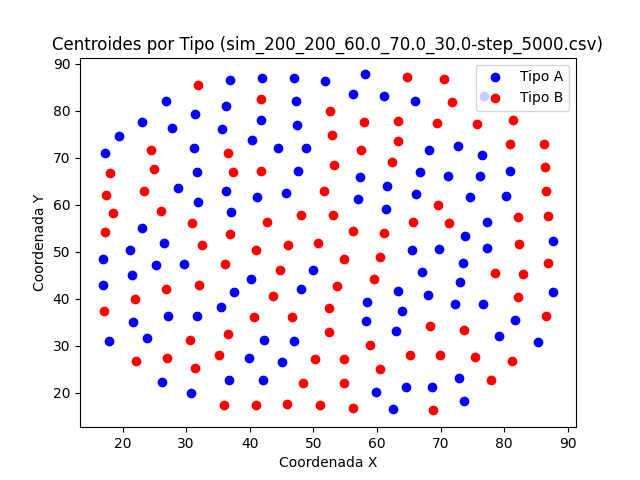 Centroides por Tipo (sim_200_200_60.0_70.0_30.0-step_5000.csv)
Tipo A
Tipo B
90
80
70
60
50
40
30
20
Coordenada Y
20 30 40 50 60 70 80 90
Coordenada X